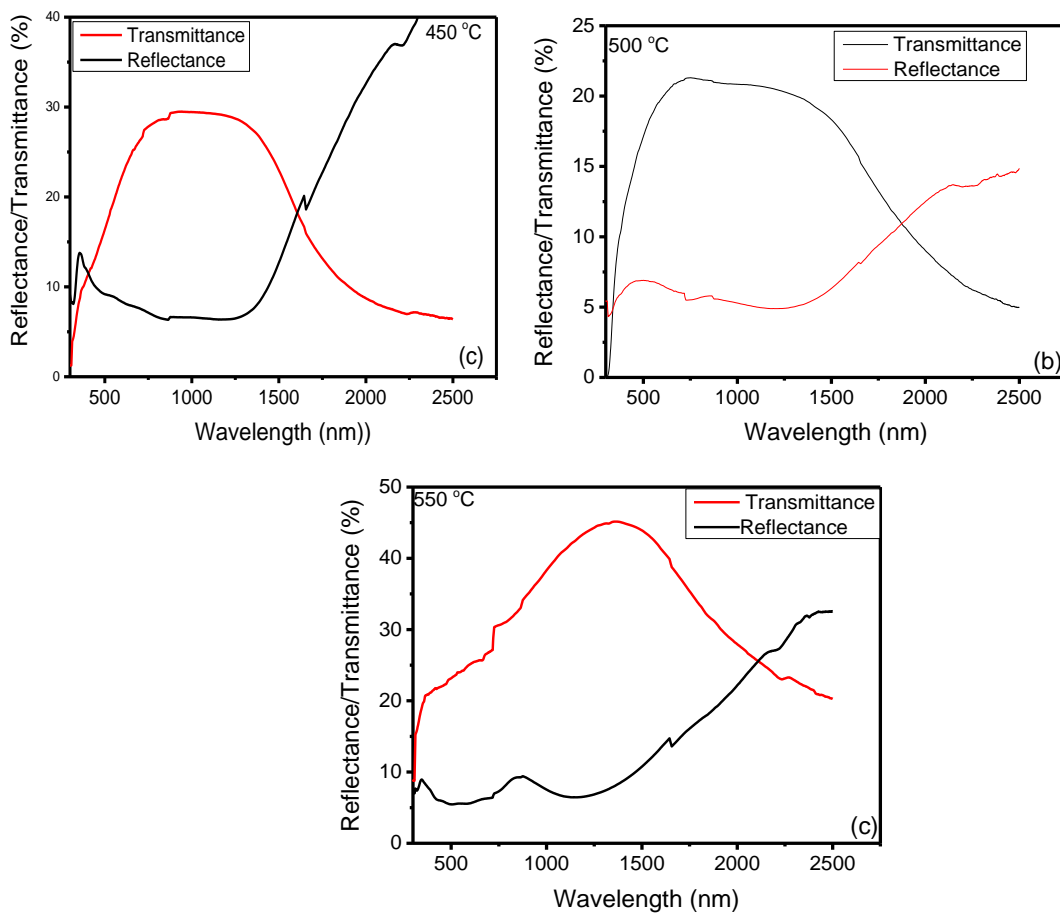 40
30
20
10
0
Reflectance/Transmittance (%)
Transmittance
Reflectance
450 °C
(c)
500
1000
1500
2000
2500
Wavelength (nm))
25
20
15
10
5
0
Reflectance/Transmittance (%)
500 °C
Transmittance
Reflectance
(b)
500
1000
1500
2000
2500
Wavelength (nm)
50
40
30
20
10
0
Reflectance/Transmittance (%)
550 °C
Transmittance
Reflectance
(c)
500
1000
1500
2000
2500
Wavelength (nm)